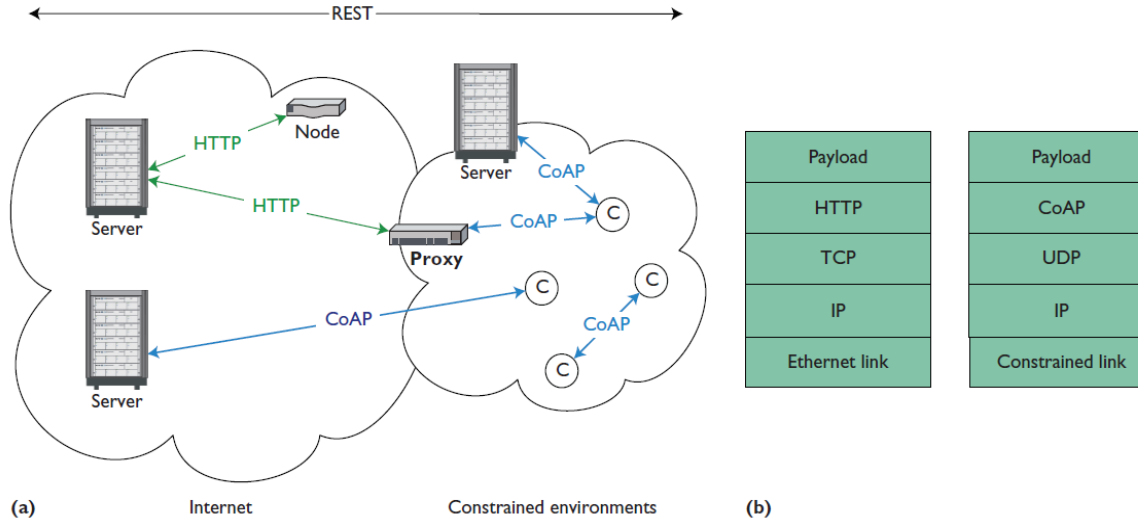 REST
HTTP
Node
Server
HTTP
Server
CoAP
CoAP
C
Proxy
C
C
CoAP
CoAP
C
Server
(a)
Internet
Constrained environments
Payload
HTTP
TCP
IP
Ethernet link
Payload
CoAP
UDP
IP
Constrained link
(b)